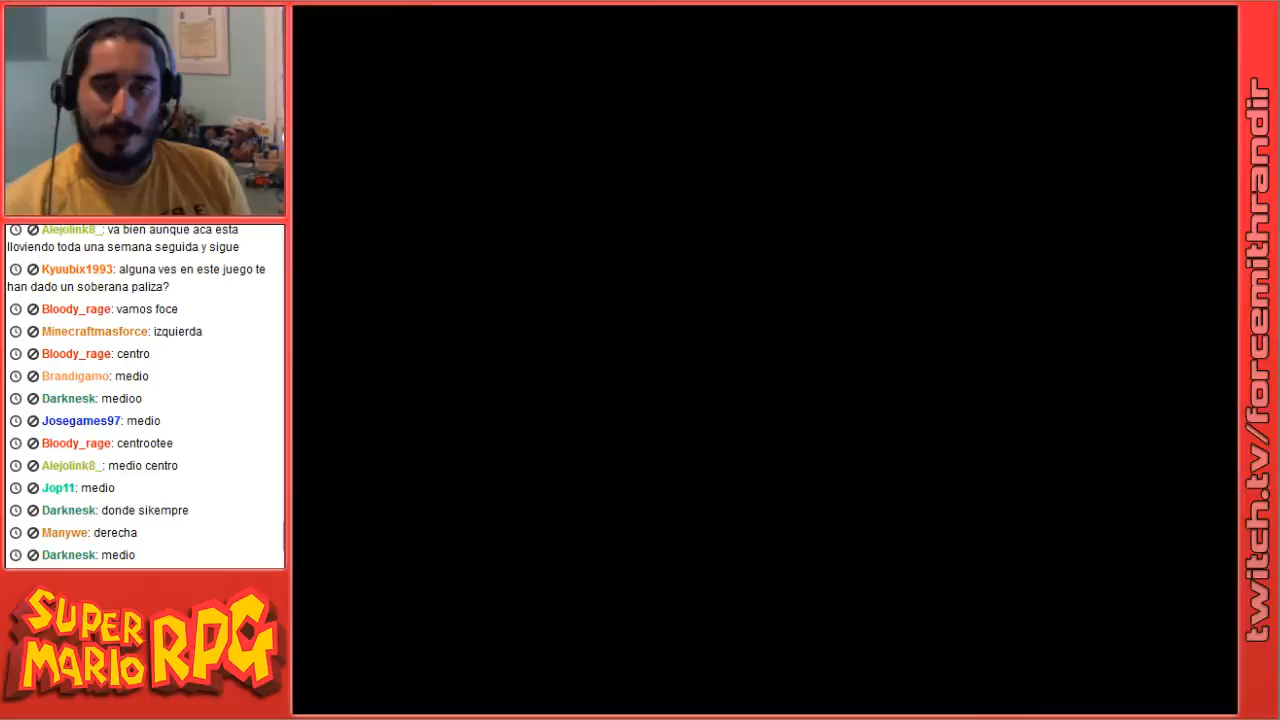 Alejolink8_: va bien aunque aca esta
lloviendo toda una semana seguida y sigue
Kyuubix1993: alguna ves en este juego te
han dado un soberana paliza?
Bloody_rage: vamos foce
Minecraftmasforce: izquierda
Bloody_rage: centro
Brandigamo: medio
Darknesk: medioo
Josegames97: medio
Bloody_rage: centrootee
Alejolink8_: medio centro
Jop11: medio
Darknesk: donde sikempre
Manywe: derecha
Darknesk: medio
SUPER
MARIO
RPG
twitch.tv/forcemithrandir